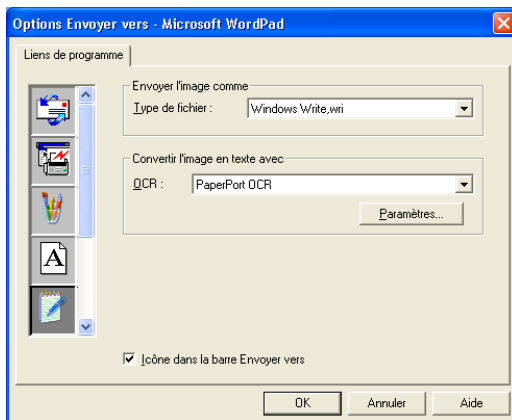 Options Envoyer vers - Microsoft WordPad
Liens de programme
Envoyer l'image comme
Type de fichier :
Windows Write,wri
Convertir l'image en texte avec
OCR :
PaperPort OCR
Paramètres...
A
Icône dans la barre Envoyer vers
OK
Annuler
Aide